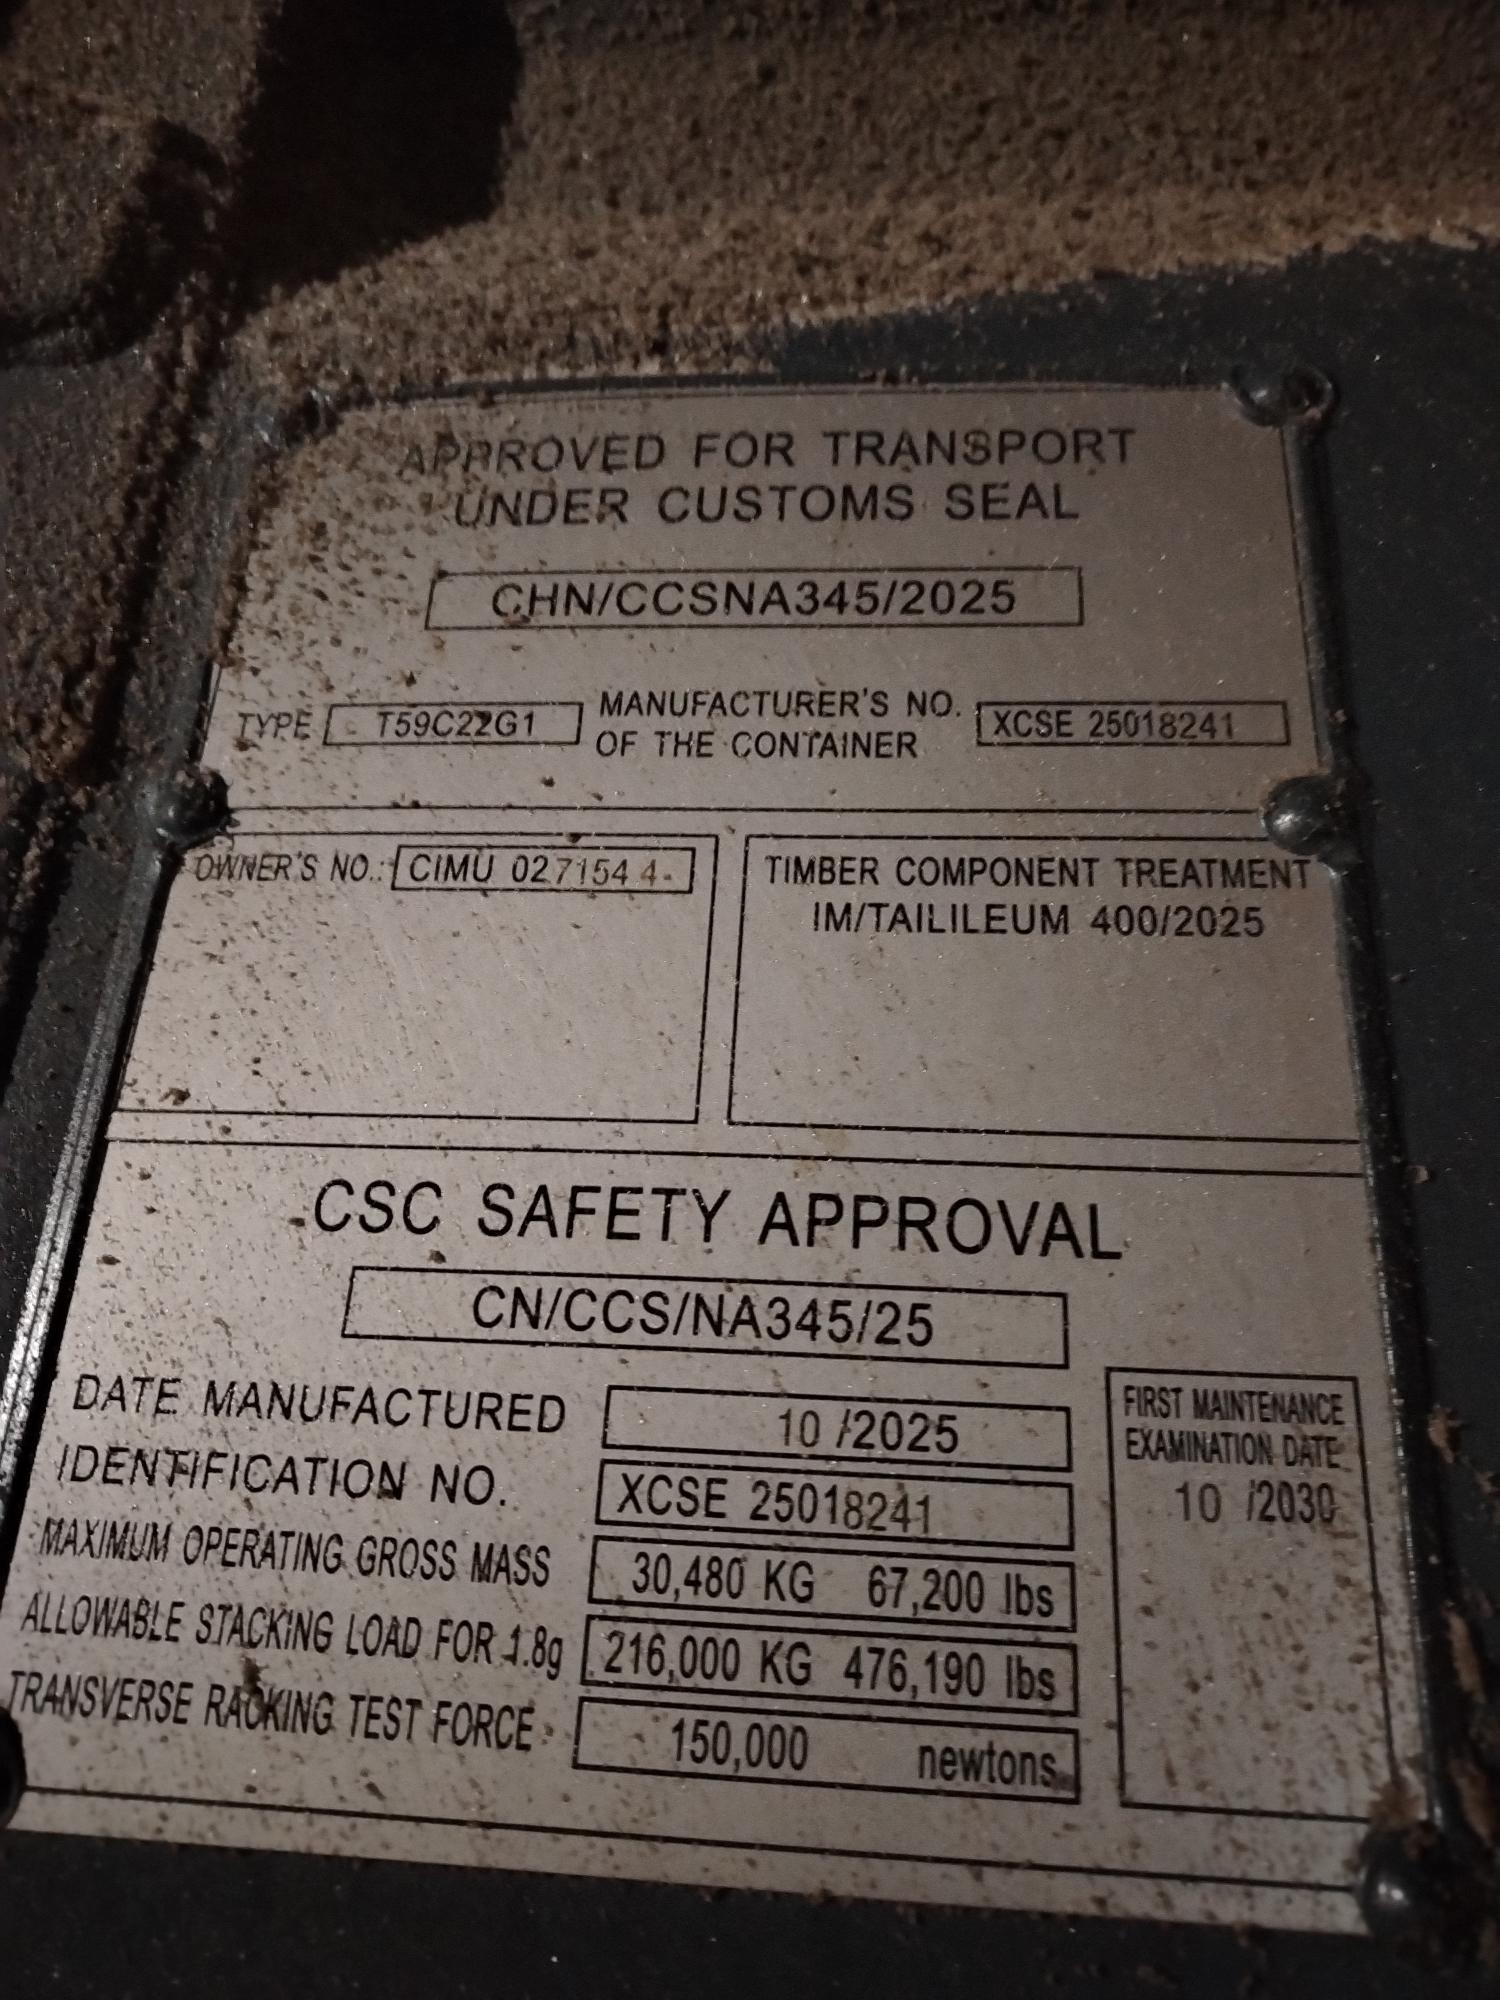 APPROVED FOR TRANSPORT
UNDER CUSTOMS SEAL
CHN/CCSNA345/2025
TYPE T59C22G1 MANUFACTURER'S NO. OF THE CONTAINER XCSE 25018241
OWNER'S NO.: CIMU 027154 4
TIMBER COMPONENT TREATMENT
IM/TAILILEUM 400/2025
CSC SAFETY APPROVAL
CN/CCS/NA345/25
DATE MANUFACTURED 10 /2025
IDENTIFICATION NO. XCSE 25018241
MAXIMUM OPERATING GROSS MASS 30,480 KG 67,200 lbs
ALLOWABLE STACKING LOAD FOR 1.8g 216,000 KG 476,190 lbs
TRANSVERSE RACKING TEST FORCE 150,000 newtons
FIRST MAINTENANCE
EXAMINATION DATE
10 /2030